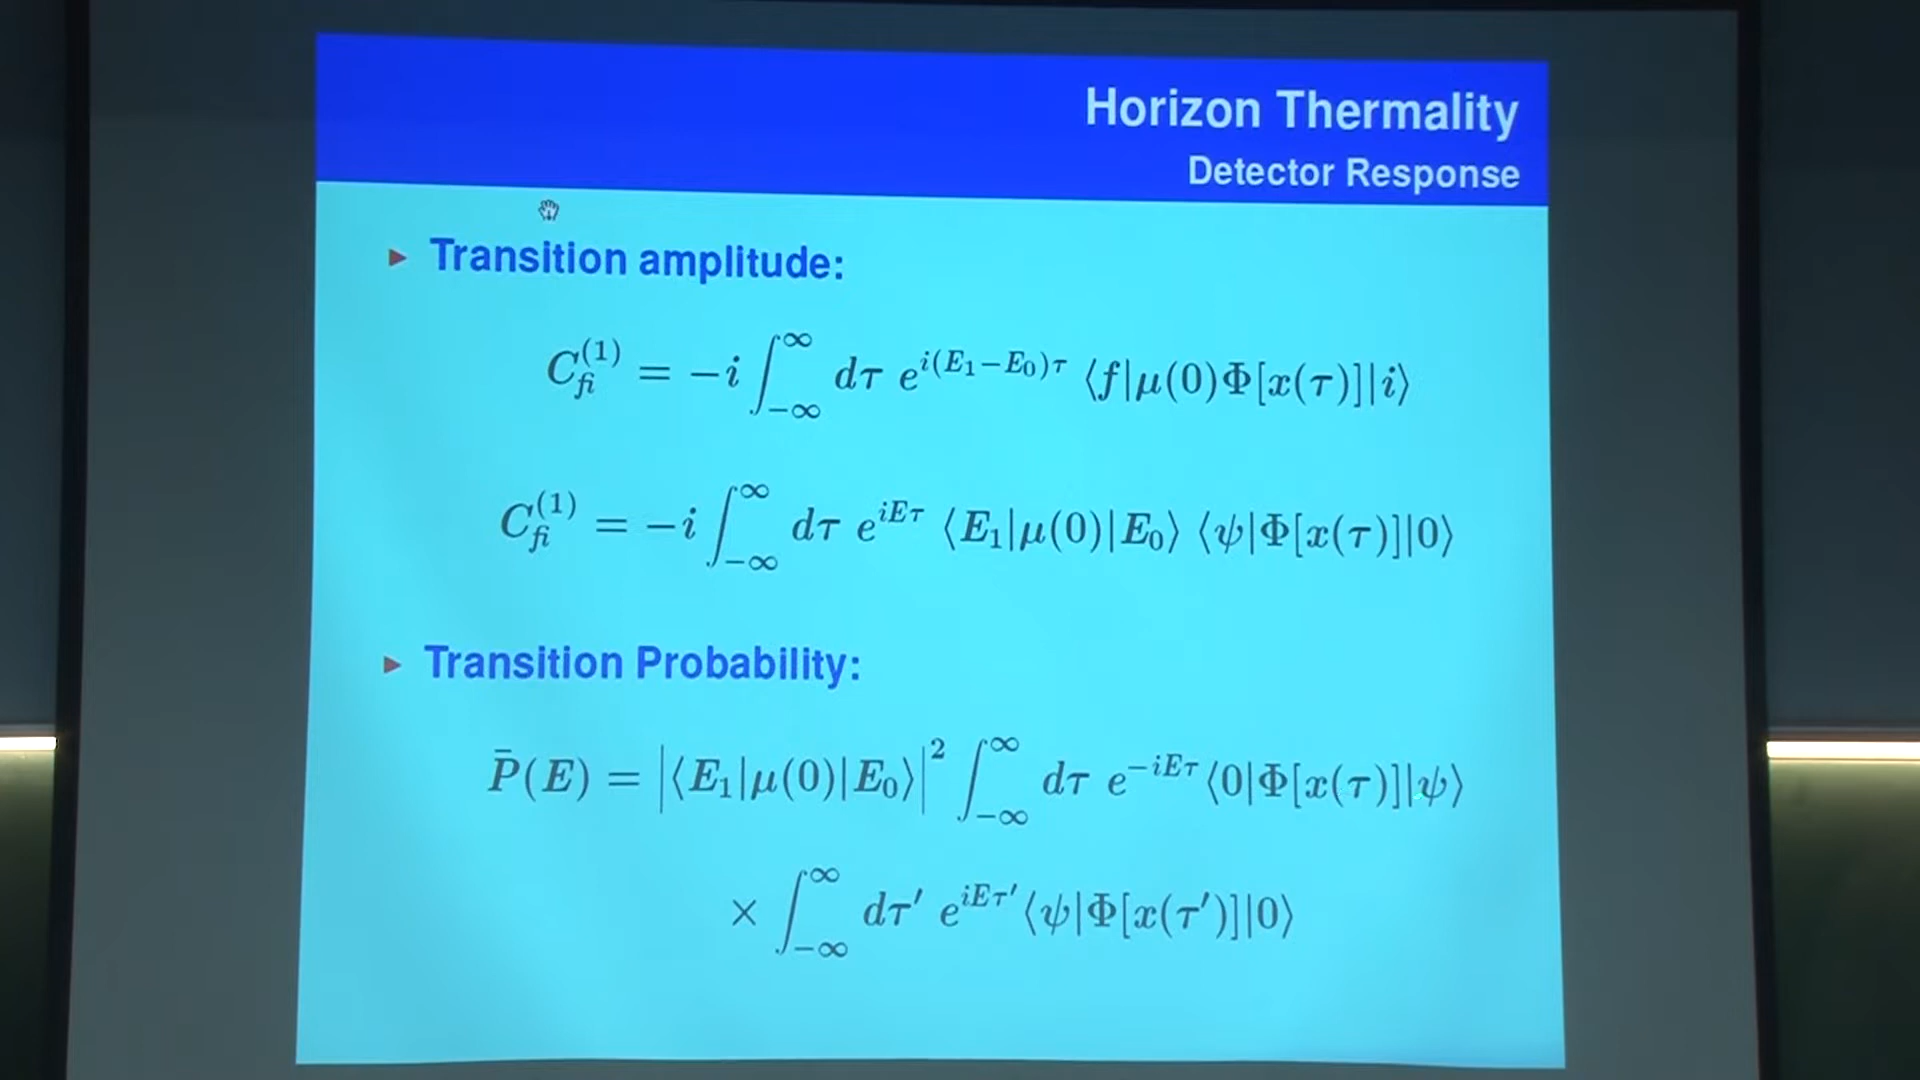 Horizon Thermality
Detector Response
▸ Transition amplitude:
$C_{fi}^{(1)} = -i \int_{-\infty}^{\infty} d\tau \; e^{i(E_1 - E_0)\tau} \; \langle f|\mu(0)\Phi[x(\tau)]|i\rangle$
$C_{fi}^{(1)} = -i \int_{-\infty}^{\infty} d\tau \; e^{iE\tau} \; \langle E_1|\mu(0)|E_0\rangle \; \langle \psi|\Phi[x(\tau)]|0\rangle$
▸ Transition Probability:
$\bar{P}(E) = \left|\langle E_1|\mu(0)|E_0\rangle\right|^2 \int_{-\infty}^{\infty} d\tau \; e^{-iE\tau} \langle 0|\Phi[x(\tau)]|\psi\rangle$
$\times \int_{-\infty}^{\infty} d\tau' \; e^{iE\tau'} \langle \psi|\Phi[x(\tau')]|0\rangle$